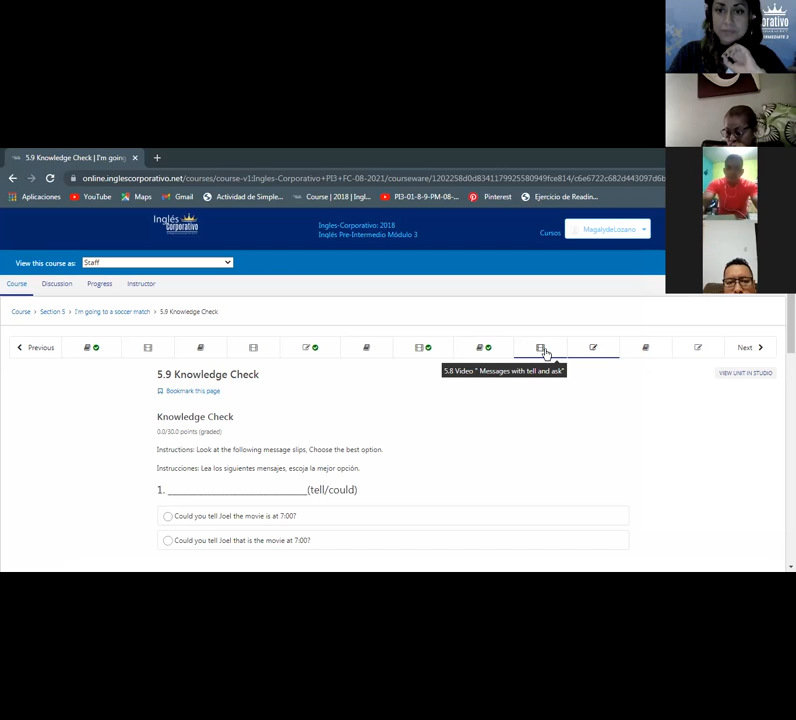 orativo
RMEDIATE 2
5.9 Knowledge Check | I'm going
online.inglescorporativo.net/courses/course-v1:Ingles-Corporativo+PI3+FC-08-2021/courseware/1202258d0d8341179925580949fce814/c6e6722c682d443097d6b
Aplicaciones YouTube Maps Gmail Actividad de Simple... Course | 2018 | Ingl... PI3-01-8-9-PM-08-... Pinterest Ejercicio de Readin...
Inglés
Corporativo
Ingles-Corporativo: 2018
Inglés Pre-Intermedio Módulo 3
Cursos
MagalydeLozano
View this course as: Staff
Course Discussion Progress Instructor
Course Section 5 I'm going to a soccer match 5.9 Knowledge Check
Previous Next
5.8 Video " Messages with tell and ask"
5.9 Knowledge Check
VIEW UNIT IN STUDIO
Bookmark this page
Knowledge Check
0.0/30.0 points (graded)
Instructions: Look at the following message slips, Choose the best option.
Instrucciones: Lea los siguientes mensajes, escoja la mejor opción.
1. ________________________(tell/could)
Could you tell Joel the movie is at 7:00?
Could you tell Joel that is the movie at 7:00?